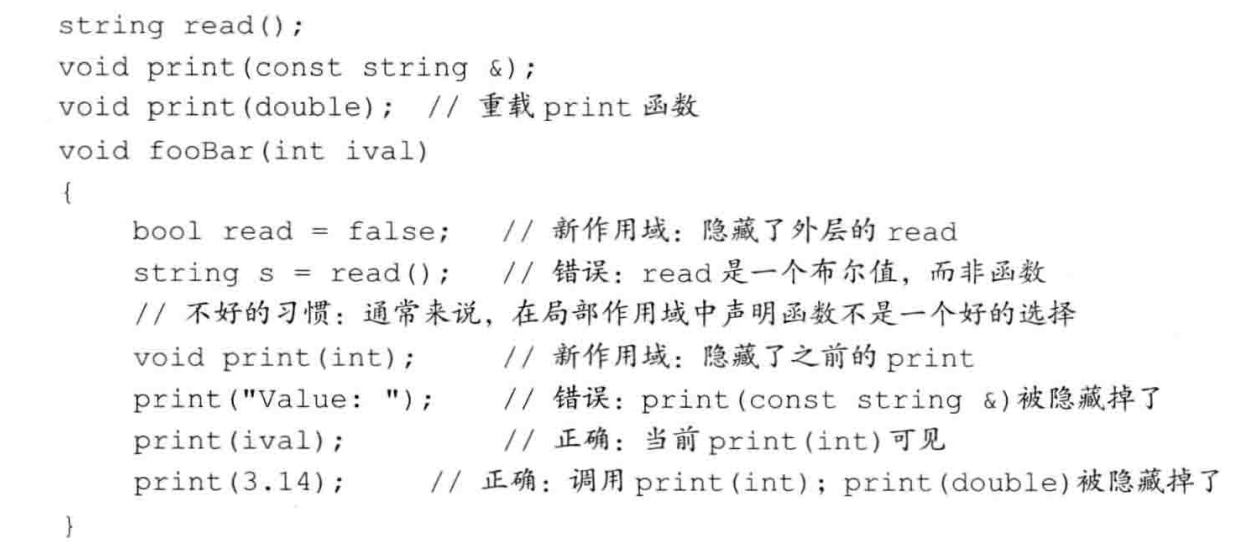 string read();
void print(const string &);
void print(double); // 重载 print 函数
void fooBar(int ival)
{
    bool read = false; // 新作用域：隐藏了外层的 read
    string s = read(); // 错误：read 是一个布尔值，而非函数
    // 不好的习惯：通常来说，在局部作用域中声明函数不是一个好的选择
    void print(int); // 新作用域：隐藏了之前的 print
    print("Value: "); // 错误：print(const string &)被隐藏掉了
    print(ival); // 正确：当前 print(int)可见
    print(3.14); // 正确：调用 print(int); print(double)被隐藏掉了
}